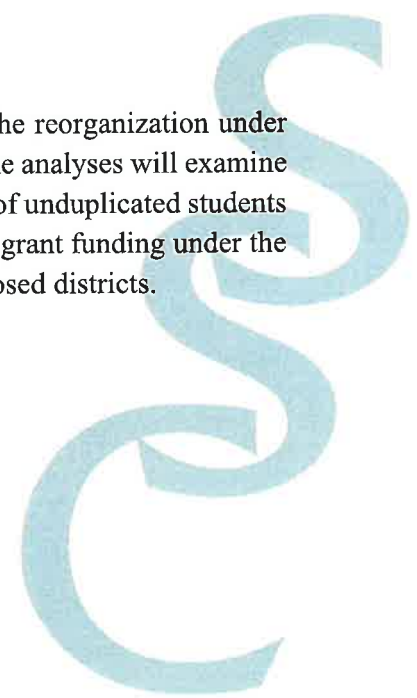 he reorganization under
e analyses will examine
of unduplicated students
grant funding under the
osed districts.
S
S
C